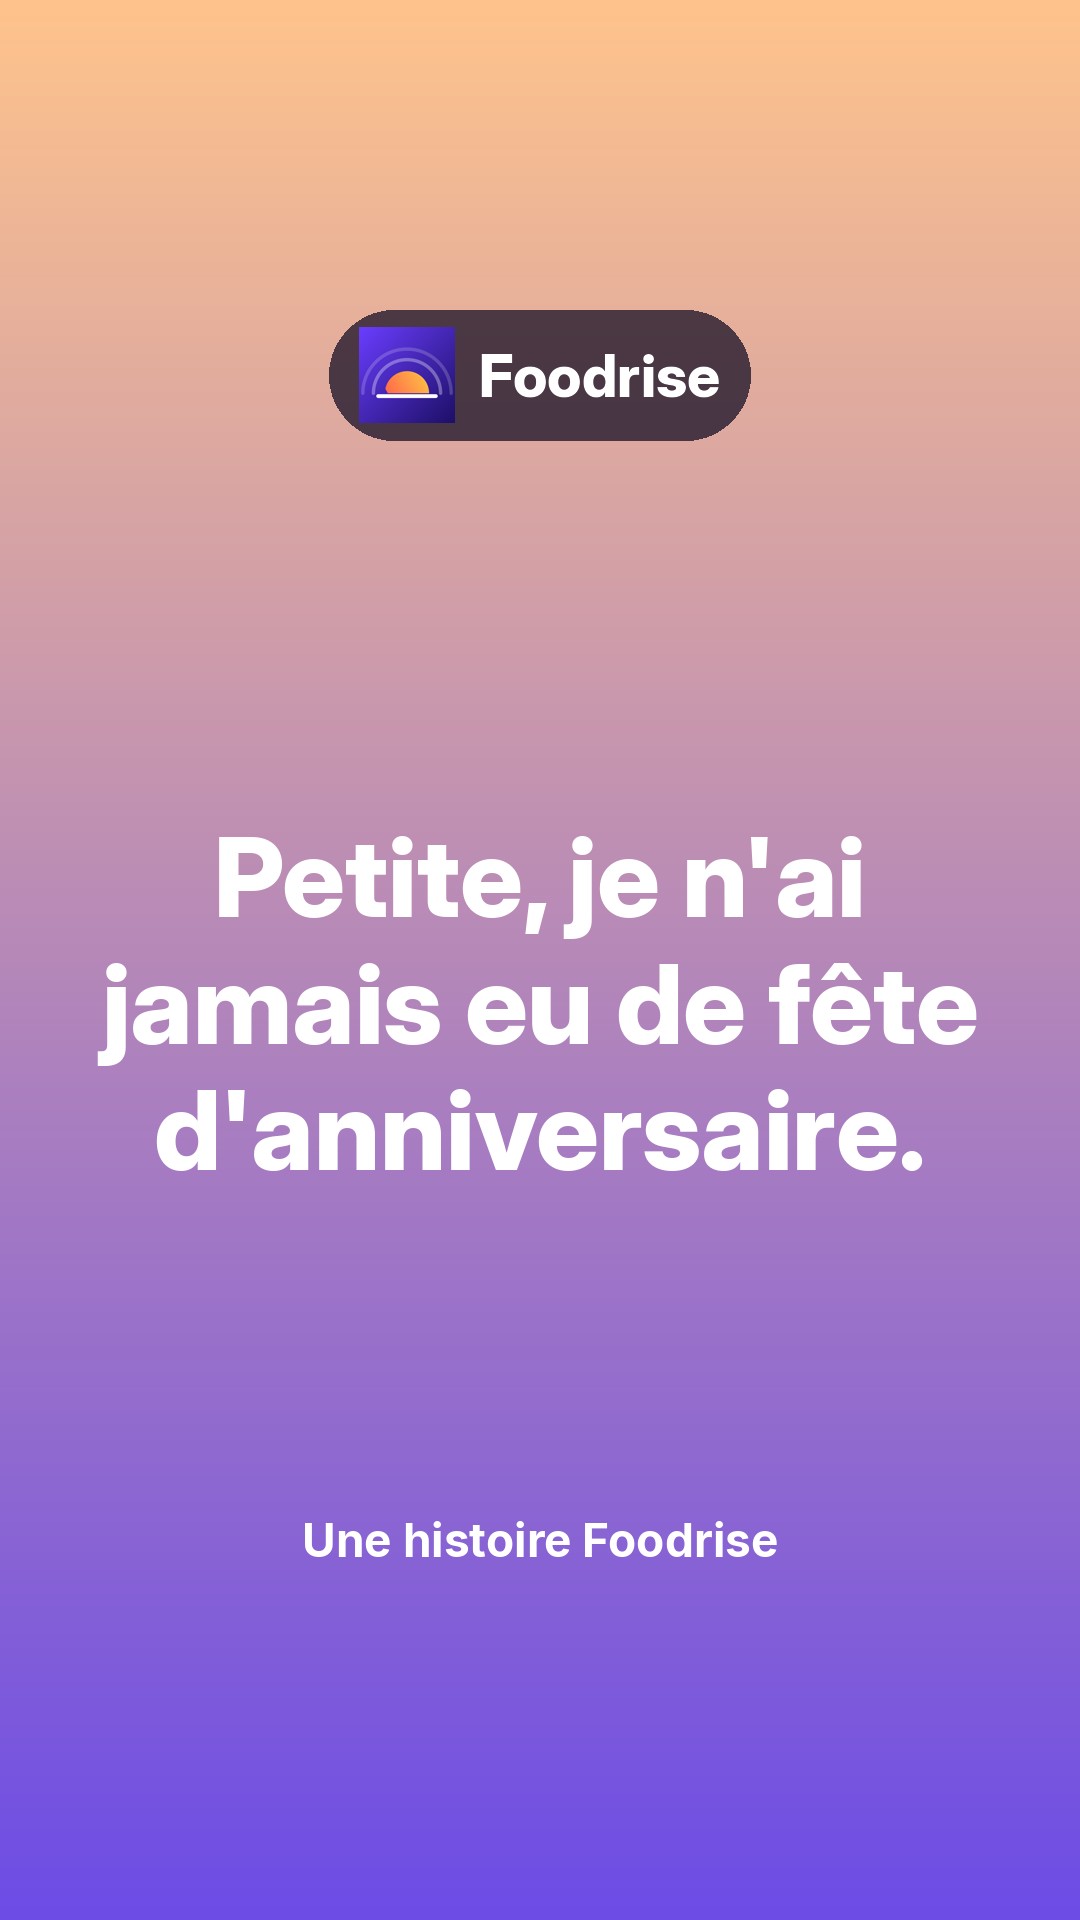 Foodrise
Petite, je n'ai
jamais eu de fête
d'anniversaire.
Une histoire Foodrise